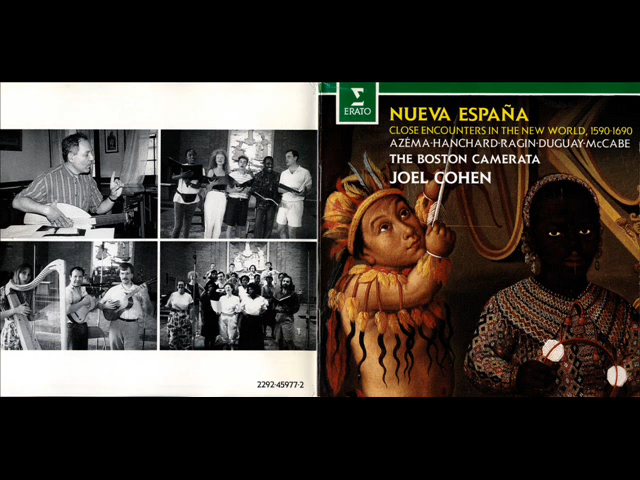 2292-45977-2
ERATO
NUEVA ESPAÑA
CLOSE ENCOUNTERS IN THE NEW WORLD, 1590-1690
AZÉMA·HANCHARD·RAGIN·DUGUAY·McCABE
THE BOSTON CAMERATA
JOEL COHEN